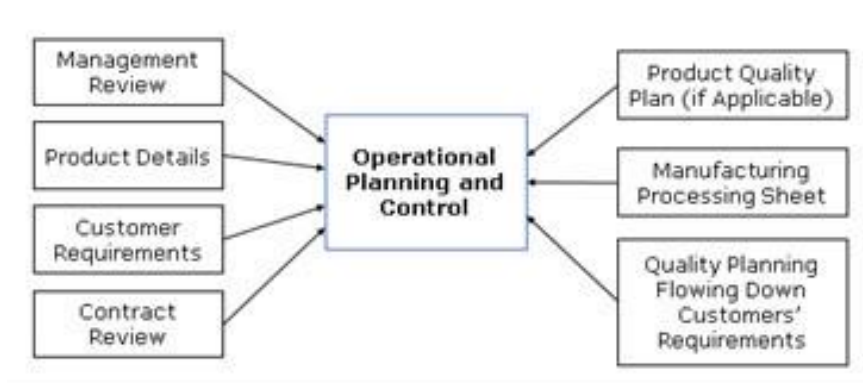 Management
Review
Product Details
Customer
Requirements
Contract
Review
Operational
Planning and
Control
Product Quality
Plan (if Applicable)
Manufacturing
Processing Sheet
Quality Planning
Flowing Down
Customers'
Requirements